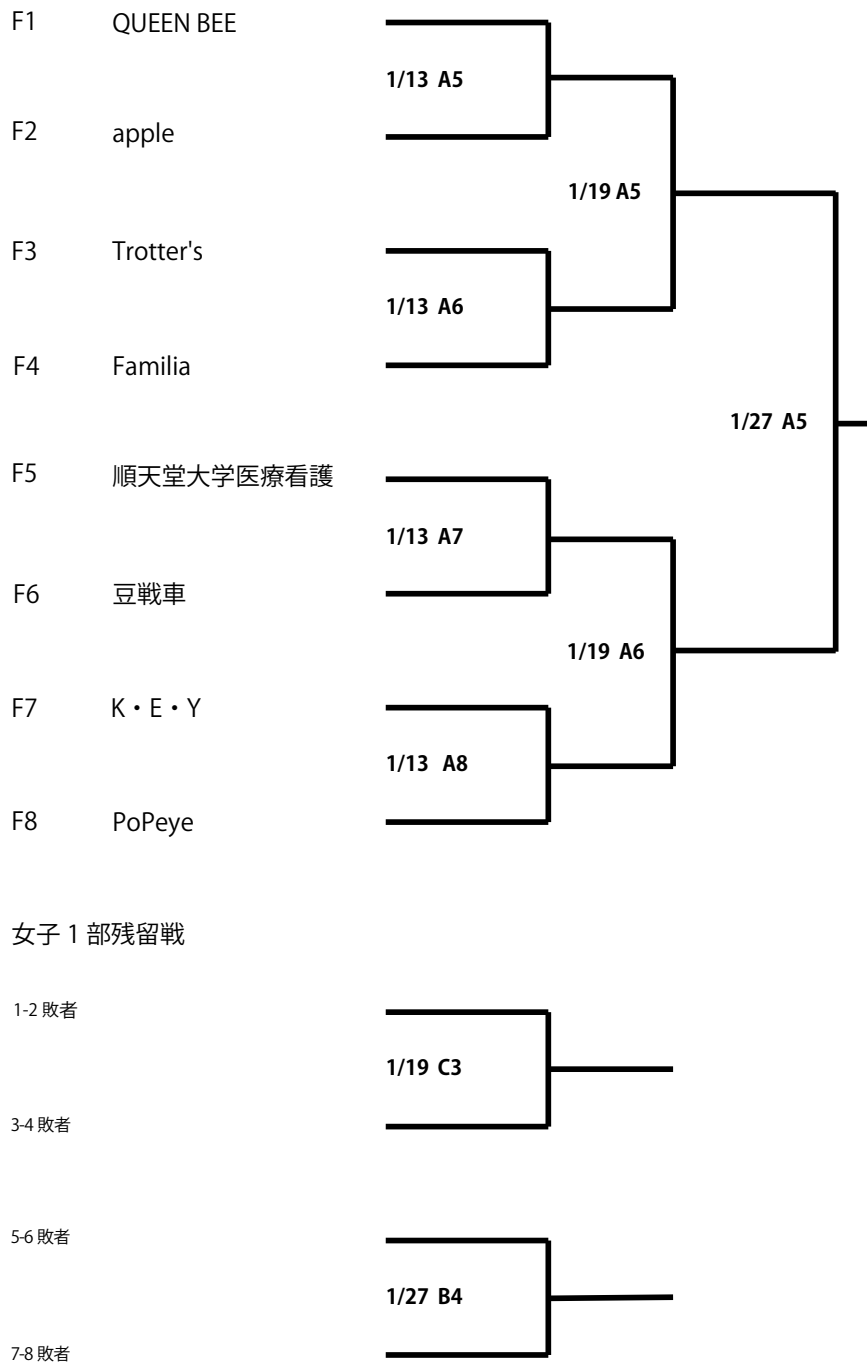 F1 QUEEN BEE
1/13 A5
F2 apple
1/19 A5
F3 Trotter's
1/13 A6
F4 Familia
1/27 A5
F5 順天堂大学医療看護
1/13 A7
F6 豆戦車
1/19 A6
F7 K・E・Y
1/13 A8
F8 PoPeye
女子 1 部残留戦
1-2 敗者
1/19 C3
3-4 敗者
5-6 敗者
1/27 B4
7-8 敗者